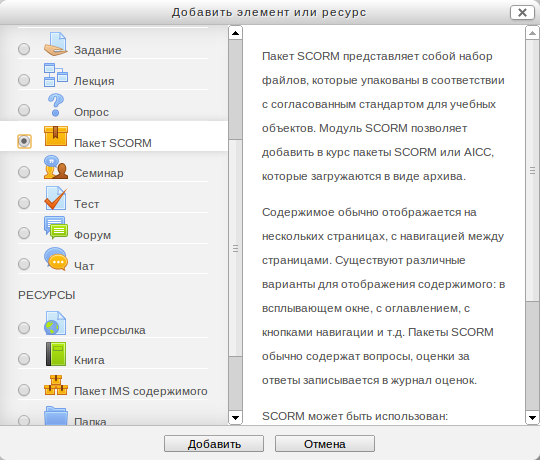 Добавить элемент или ресурс
Задание
Лекция
Опрос
Пакет SCORM
Семинар
Тест
Форум
Чат
РЕСУРСЫ
Гиперссылка
Книга
Пакет IMS содержимого
Папка
Пакет SCORM представляет собой набор
файлов, которые упакованы в соответствии
с согласованным стандартом для учебных
объектов. Модуль SCORM позволяет
добавить в курс пакеты SCORM или AICC,
которые загружаются в виде архива.
Содержимое обычно отображается на
нескольких страницах, с навигацией между
страницами. Существуют различные
варианты для отображения содержимого: в
всплывающем окне, с оглавлением, с
кнопками навигации и т.д. Пакеты SCORM
обычно содержат вопросы, оценки за
ответы записывается в журнал оценок.
SCORM может быть использован:
Добавить
Отмена